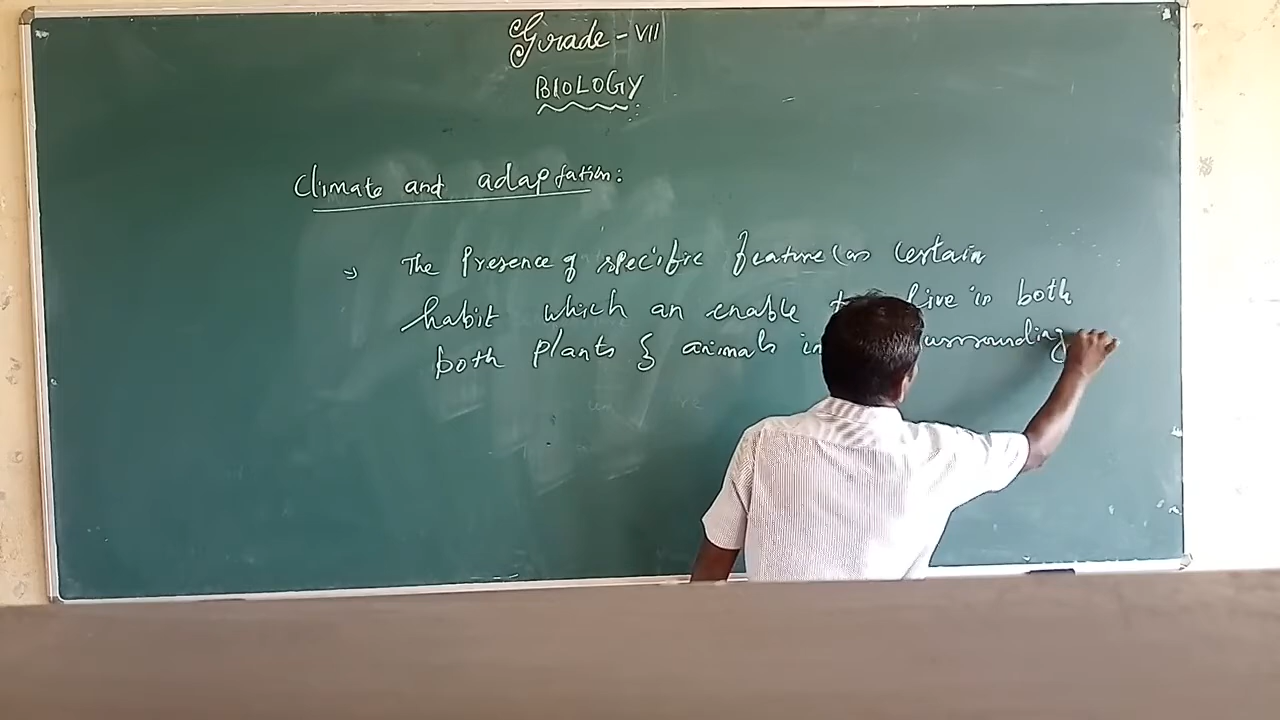 Grade - VII
BIOLOGY
Climate and adaptation:
The Presence of specific feature (or certain
habit which an enable live in both
both plants & animals in surrounding